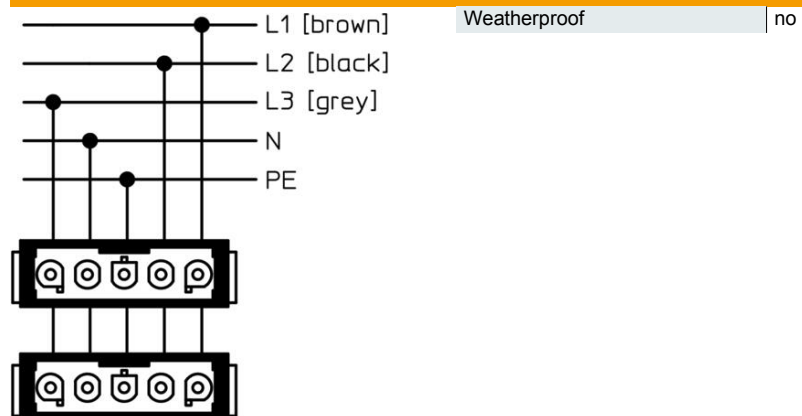 L1 [brown]
L2 [black]
L3 [grey]
N
PE
Weatherproof no